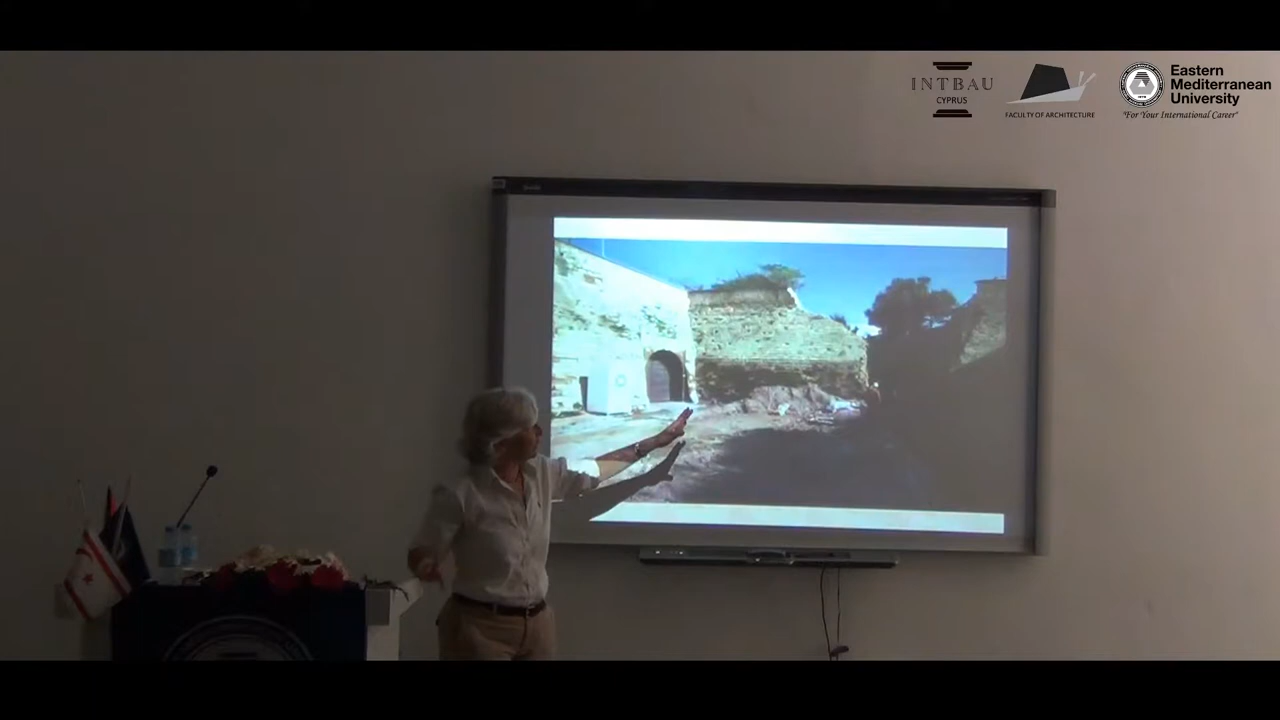 INTBAU
CYPRUS
FACULTY OF ARCHITECTURE
Eastern
Mediterranean
University
"For Your International Career"